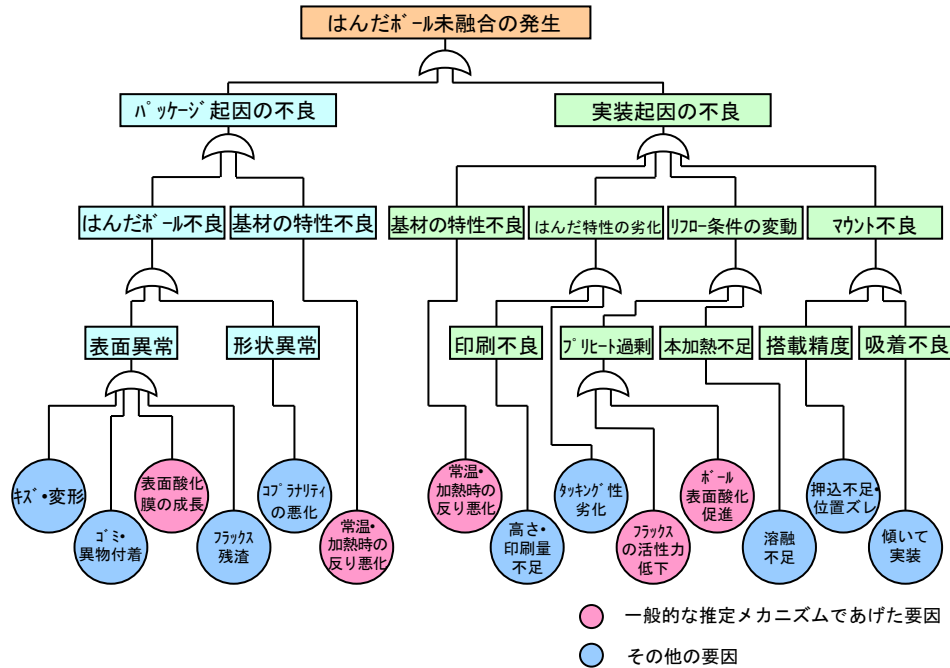 はんだﾎﾞｰﾙ未融合の発生
ﾊﾟｯｹｰｼﾞ起因の不良
実装起因の不良
はんだﾎﾞｰﾙ不良
基材の特性不良
基材の特性不良
はんだ特性の劣化
ﾘﾌﾛｰ条件の変動
ﾏｳﾝﾄ不良
表面異常
形状異常
印刷不良
ﾌﾟﾘﾋｰﾄ過剰
本加熱不足
搭載精度
吸着不良
ｷｽﾞ・変形
ｺﾞﾐ・
異物付着
表面酸化
膜の成長
ﾌﾗｯｸｽ
残渣
ｺﾌﾟﾗﾅﾘﾃｨ
の悪化
常温・
加熱時の
反り悪化
常温・
加熱時の
反り悪化
高さ・
印刷量
不足
ﾀｯｷﾝｸﾞ性
劣化
ﾌﾗｯｸｽ
の活性力
低下
ﾎﾞｰﾙ
表面酸化
促進
溶融
不足
押込不足・
位置ズレ
傾いて
実装
一般的な推定メカニズムであげた要因
その他の要因